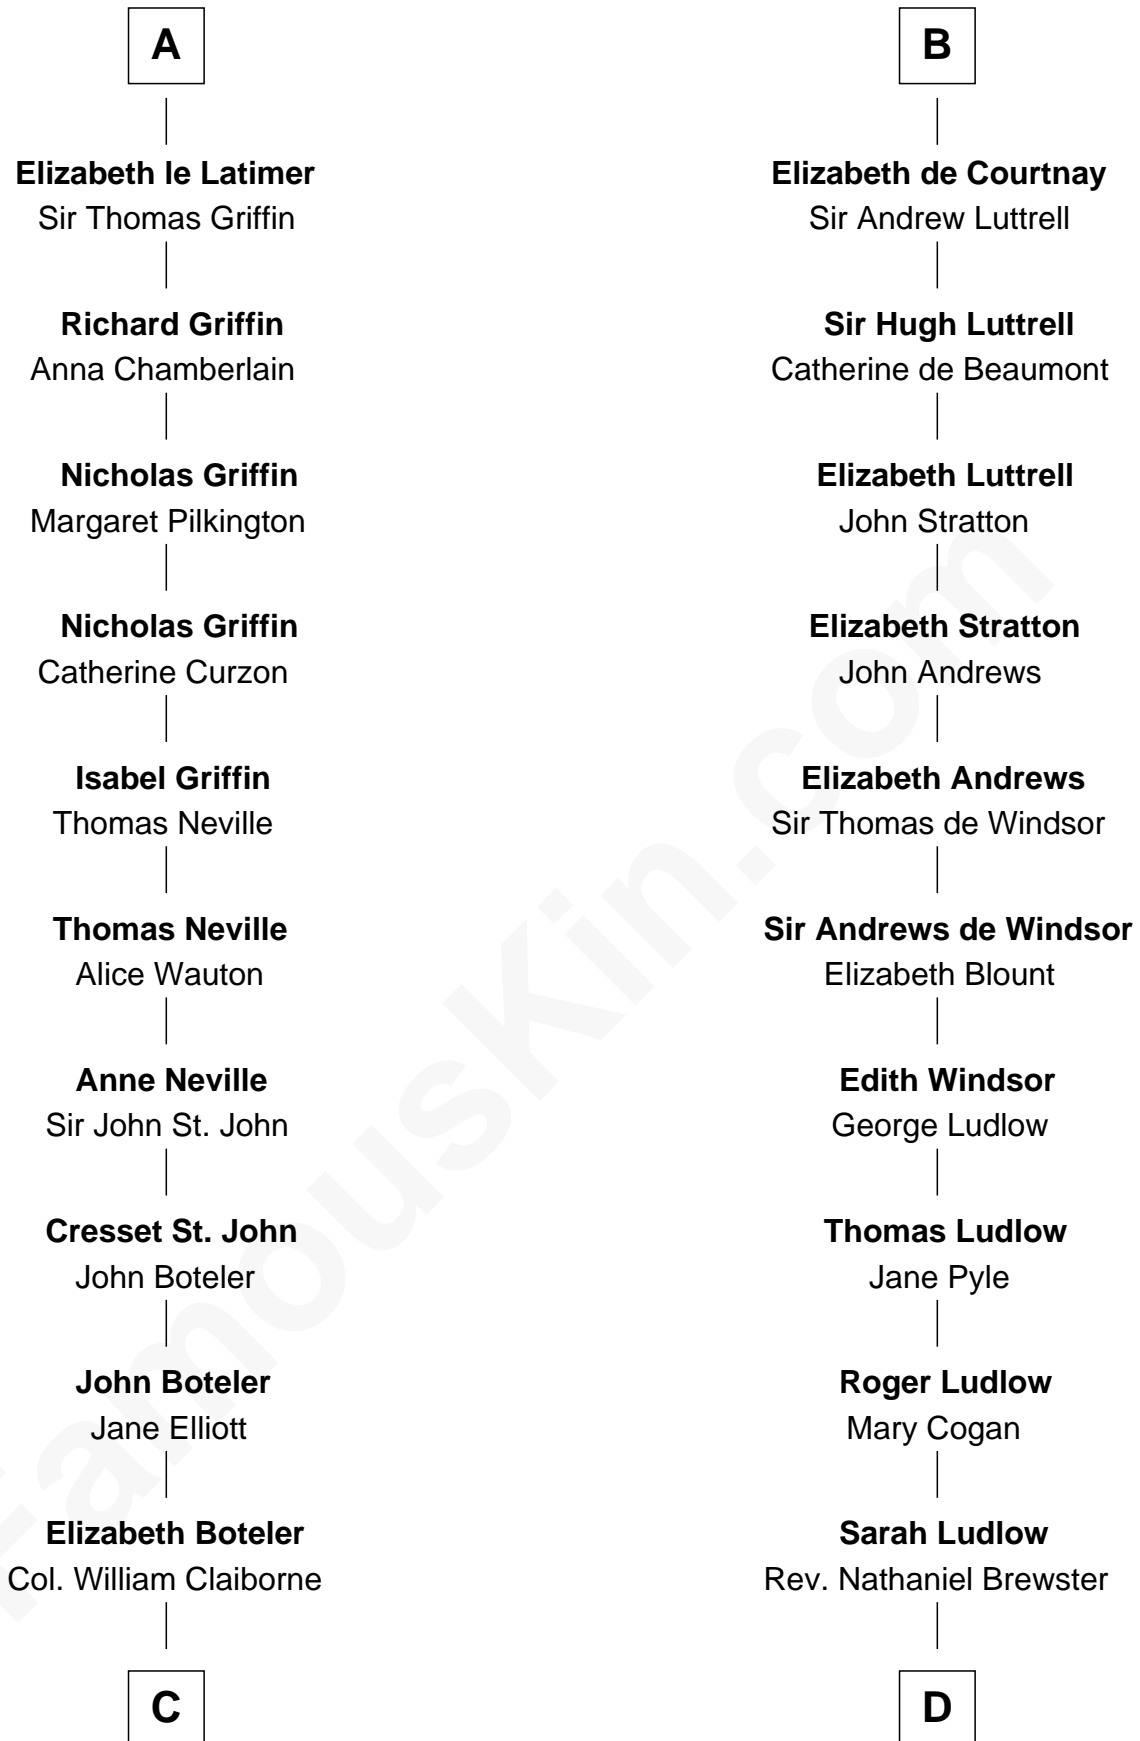 A
Elizabeth le Latimer
Sir Thomas Griffin
Richard Griffin
Anna Chamberlain
Nicholas Griffin
Margaret Pilkington
Nicholas Griffin
Catherine Curzon
Isabel Griffin
Thomas Neville
Thomas Neville
Alice Wauton
Anne Neville
Sir John St. John
Cresset St. John
John Boteler
John Boteler
Jane Elliott
Elizabeth Boteler
Col. William Claiborne
C
B
Elizabeth de Courtnay
Sir Andrew Luttrell
Sir Hugh Luttrell
Catherine de Beaumont
Elizabeth Luttrell
John Stratton
Elizabeth Stratton
John Andrews
Elizabeth Andrews
Sir Thomas de Windsor
Sir Andrews de Windsor
Elizabeth Blount
Edith Windsor
George Ludlow
Thomas Ludlow
Jane Pyle
Roger Ludlow
Mary Cogan
Sarah Ludlow
Rev. Nathaniel Brewster
D
FamousKin.com